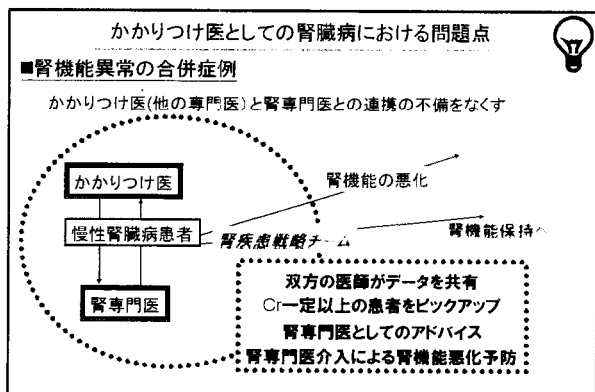 かかりつけ医としての腎臓病における問題点
■腎機能異常の合併症例
かかりつけ医(他の専門医)と腎専門医との連携の不備をなくす
かかりつけ医
腎機能の悪化
慢性腎臓病患者
腎疾患戦略チーム
腎機能保持へ
腎専門医
双方の医師がデータを共有
Cr一定以上の患者をピックアップ
腎専門医としてのアドバイス
腎専門医介入による腎機能悪化予防